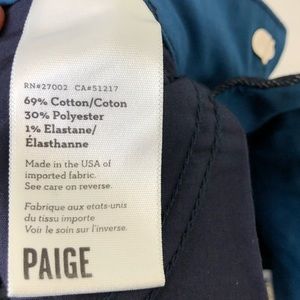 RN#27002 CA#51217
69% Cotton/Coton
30% Polyester
1% Elastane/
Élasthanne
Made in the USA of
imported fabric.
See care on reverse.
Fabrique aux etats-unis
du tissu importe
Voir le soin sur l'inverse.
PAIGE